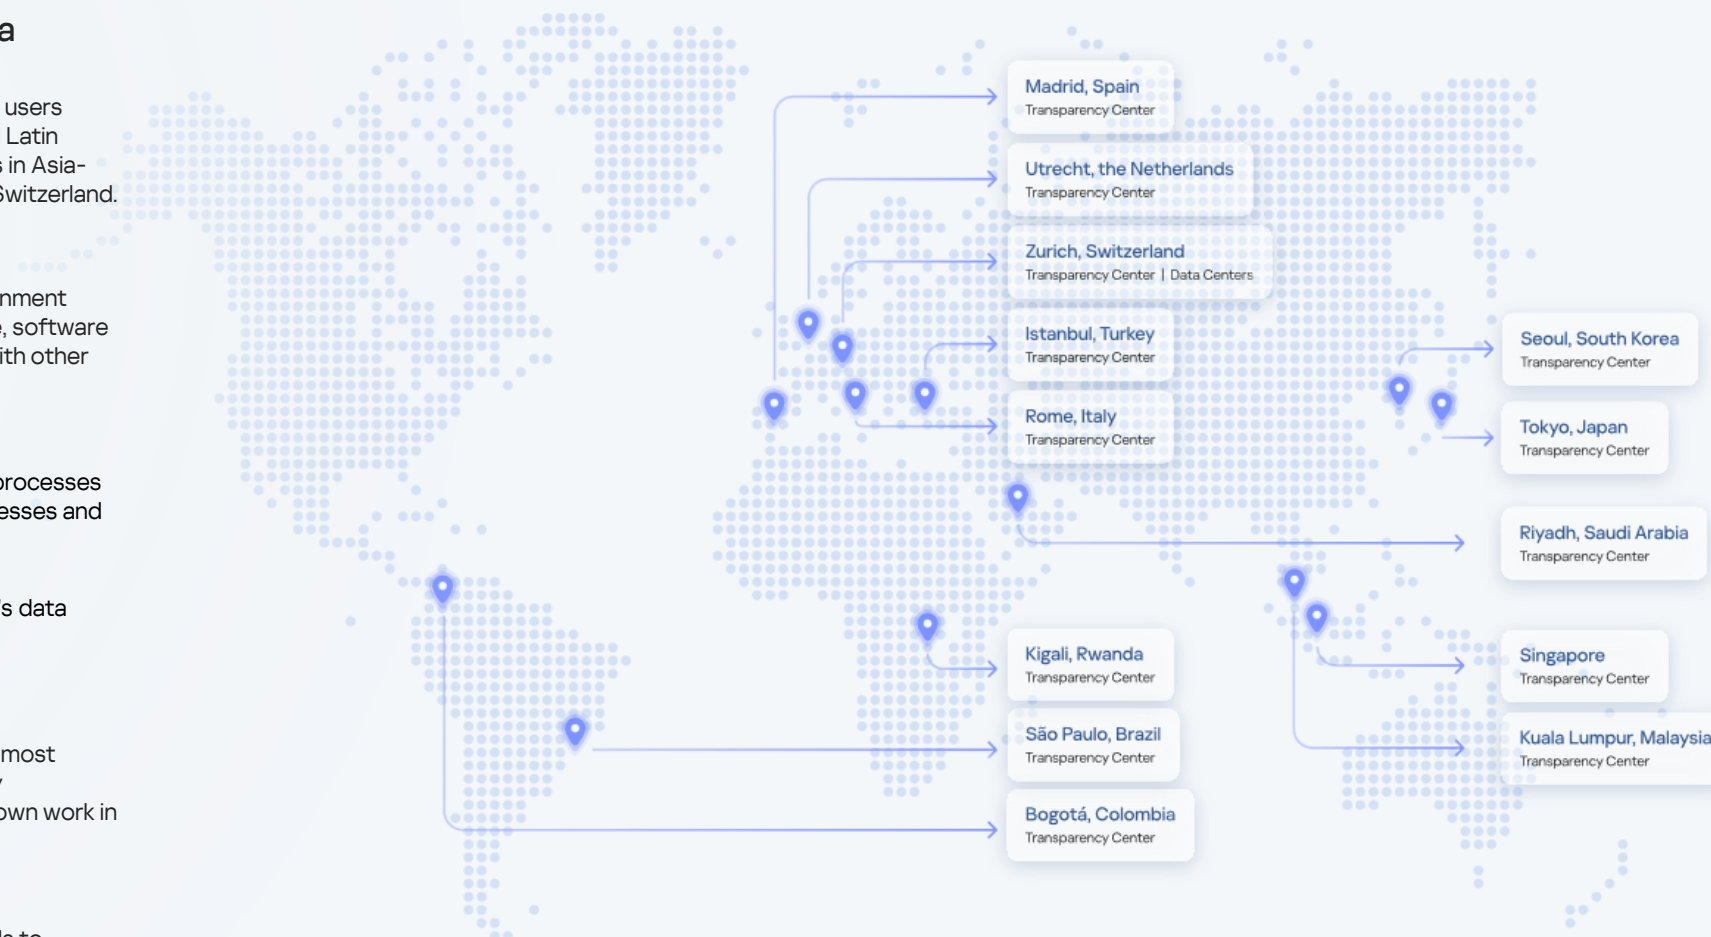 a
users
Latin
s in Asia-
Switzerland.
nment
e, software
ith other
processes
esses and
's data
most
y
own work in
Madrid, Spain
Transparency Center
Utrecht, the Netherlands
Transparency Center
Zurich, Switzerland
Transparency Center | Data Centers
Istanbul, Turkey
Transparency Center
Rome, Italy
Transparency Center
Kigali, Rwanda
Transparency Center
São Paulo, Brazil
Transparency Center
Bogotá, Colombia
Transparency Center
Seoul, South Korea
Transparency Center
Tokyo, Japan
Transparency Center
Riyadh, Saudi Arabia
Transparency Center
Singapore
Transparency Center
Kuala Lumpur, Malaysia
Transparency Center